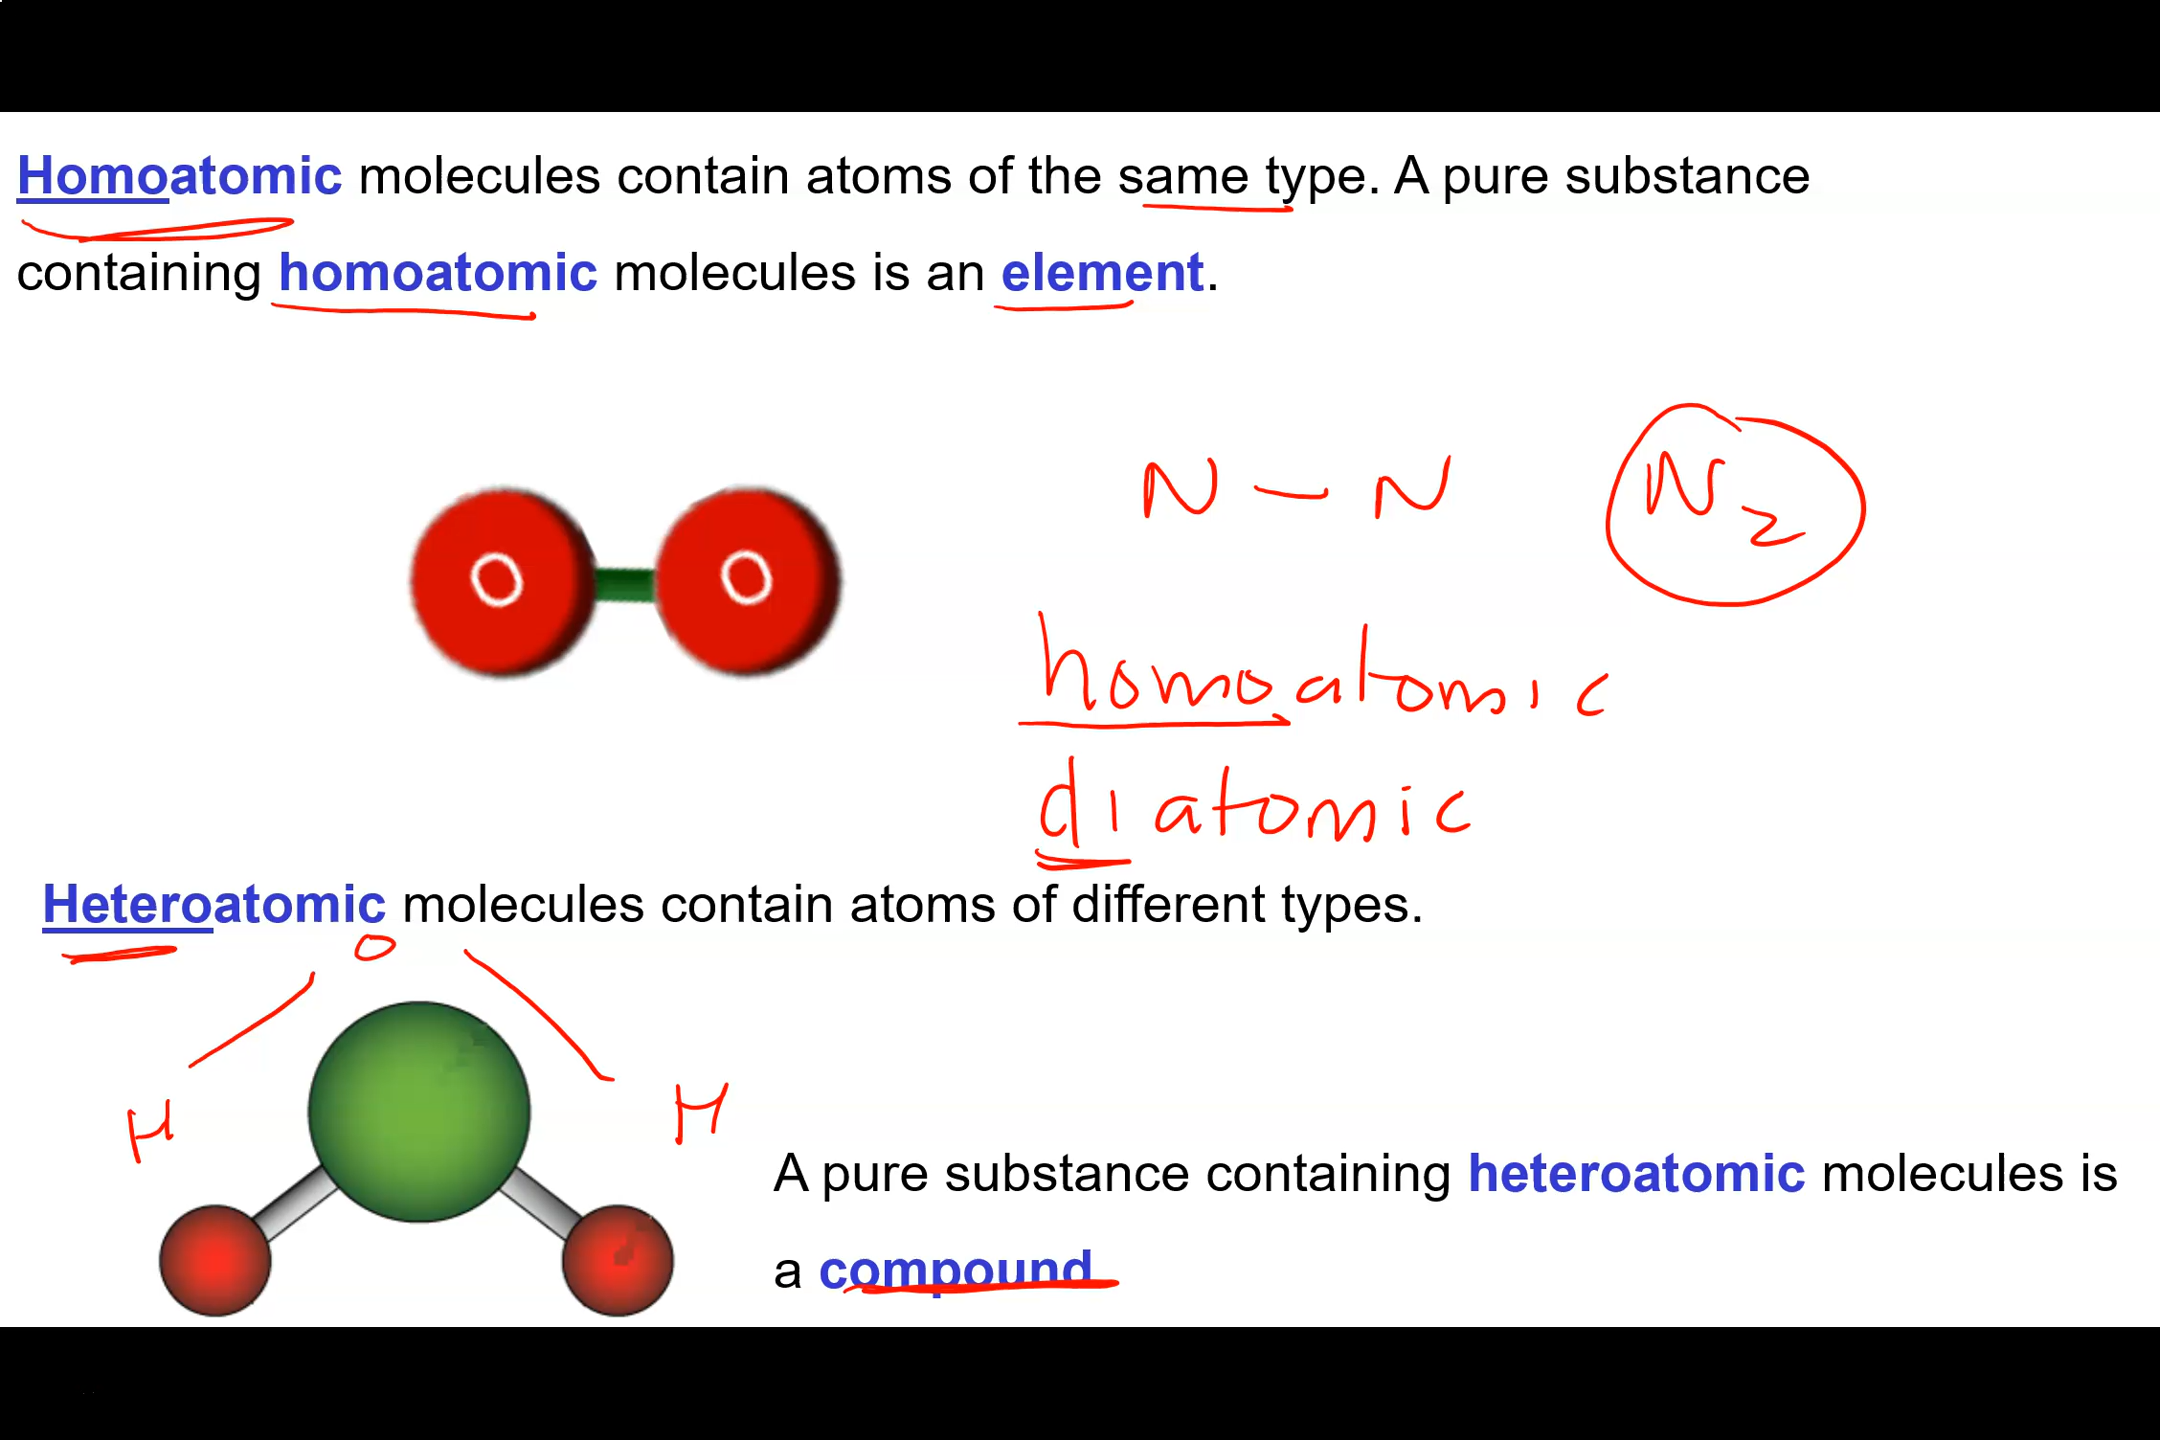 Homoatomic molecules contain atoms of the same type. A pure substance
containing homoatomic molecules is an element.
N – N N₂
O O
homoatomic
diatomic
Heteroatomic molecules contain atoms of different types.
O
H H
A pure substance containing heteroatomic molecules is
a compound